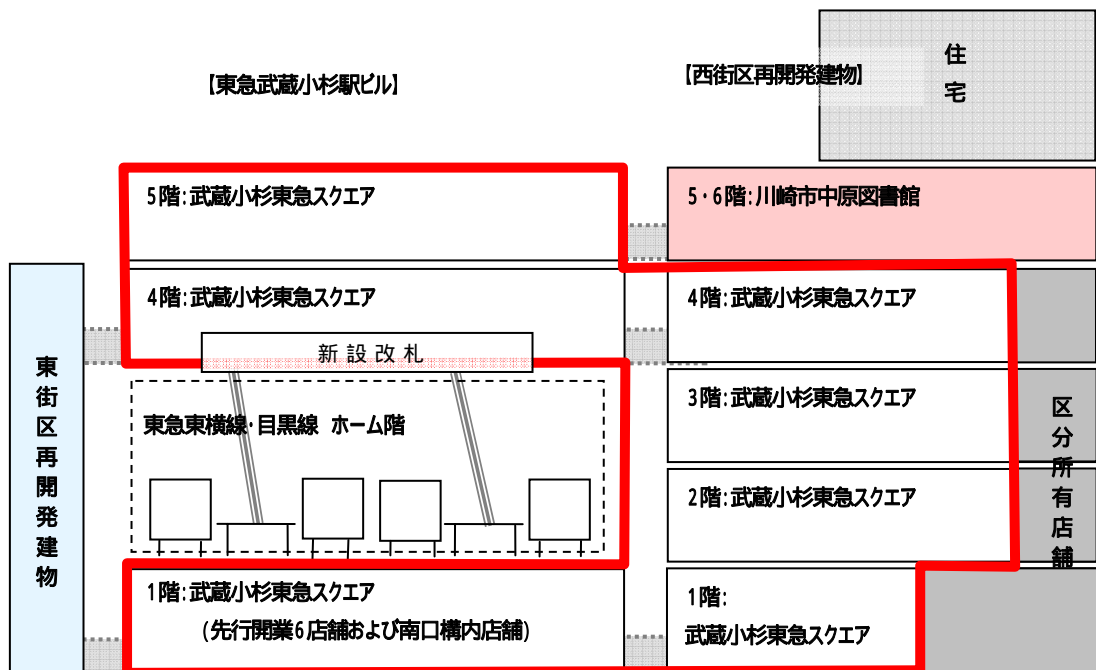 【東急武蔵小杉駅ビル】
【西街区再開発建物】
住宅
5階:武蔵小杉東急スクエア
5・6階:川崎市中原図書館
4階:武蔵小杉東急スクエア
4階:武蔵小杉東急スクエア
新設改札
東街区再開発建物
3階:武蔵小杉東急スクエア
区分所有店舗
東急東横線・目黒線 ホーム階
2階:武蔵小杉東急スクエア
1階:武蔵小杉東急スクエア
(先行開業6店舗および南口構内店舗)
1階:
武蔵小杉東急スクエア